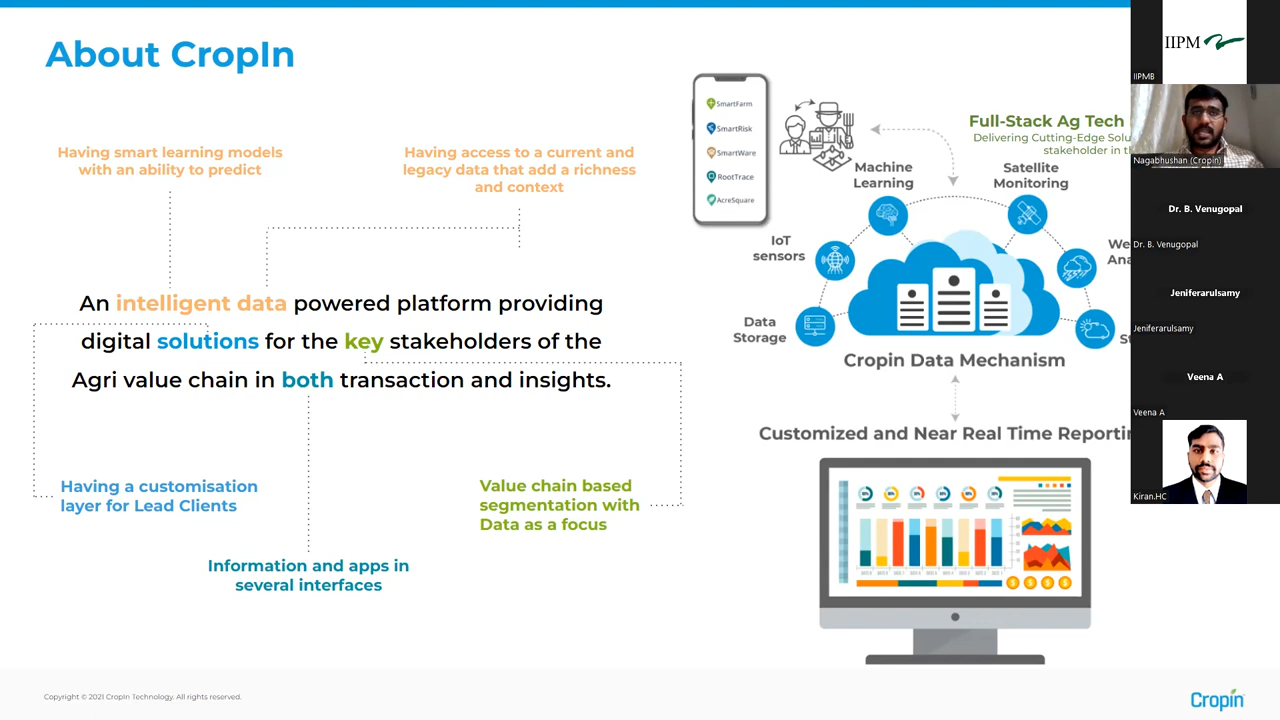 About CropIn
Having smart learning models
with an ability to predict
Having access to a current and
legacy data that add a richness
and context
An intelligent data powered platform providing
digital solutions for the key stakeholders of the
Agri value chain in both transaction and insights.
Having a customisation
layer for Lead Clients
Value chain based
segmentation with
Data as a focus
Information and apps in
several interfaces
SmartFarm
SmartRisk
SmartWare
RootTrace
AcreSquare
Full-Stack Ag Tech
Delivering Cutting-Edge
stakeholder in
Machine
Learning
Satellite
Monitoring
IoT
sensors
Data
Storage
Cropin Data Mechanism
Customized and Near Real Time
IIPM
IIPMB
Nagabhushan (Cropin)
Dr. B. Venugopal
Dr. B. Venugopal
Jeniferarulsamy
Jeniferarulsamy
Veena A
Veena A
Kiran.HC
Copyright © 2021 CropIn Technology. All rights reserved.
Cropin